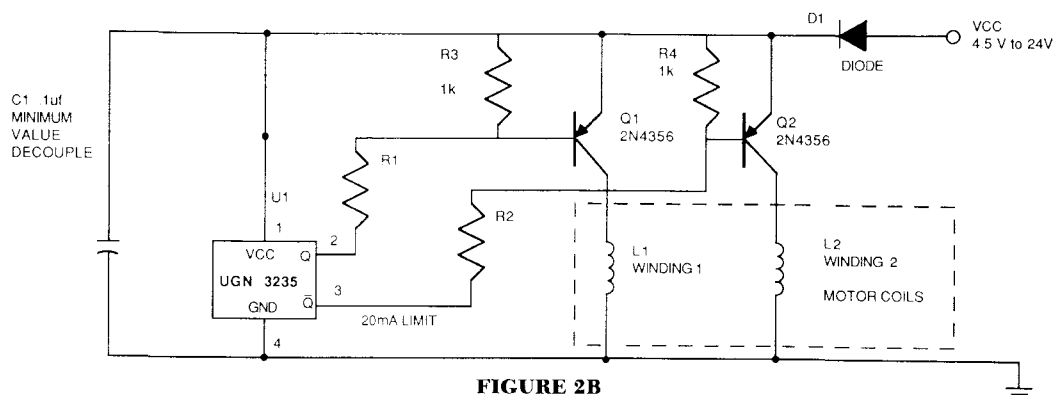 D1
VCC
4.5 V to 24V
DIODE
R3
1k
R4
1k
C1 .1uf
MINIMUM
VALUE
DECOUPLE
Q1
2N4356
Q2
2N4356
R1
U1
R2
1
2
VCC
Q
UGN 3235
3
GND
Q̅
20mA LIMIT
4
L1
WINDING 1
L2
WINDING 2
MOTOR COILS
FIGURE 2B